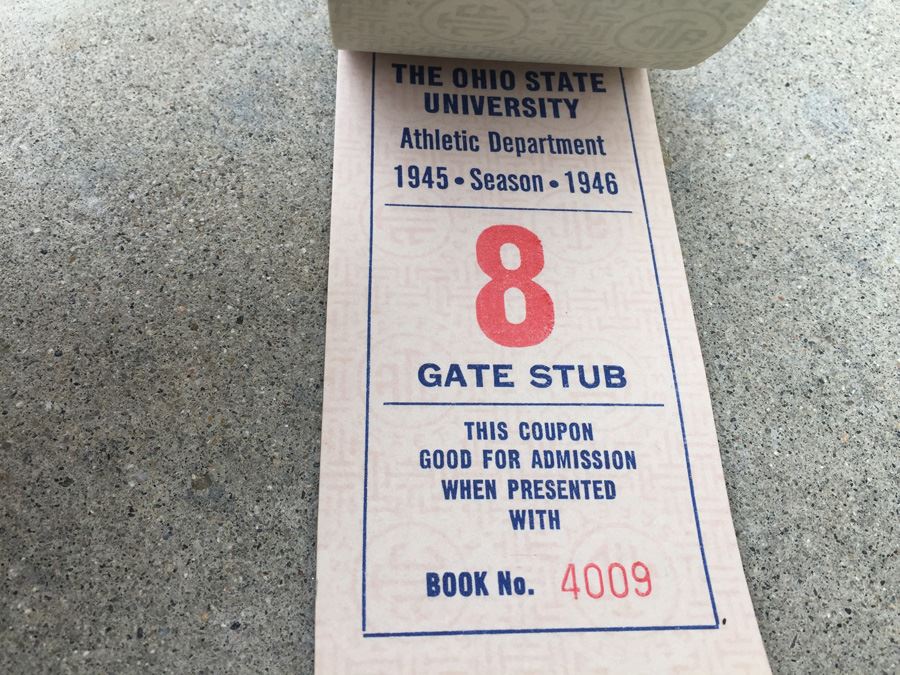 THE OHIO STATE
UNIVERSITY
Athletic Department
1945 • Season • 1946
8
GATE STUB
THIS COUPON
GOOD FOR ADMISSION
WHEN PRESENTED
WITH
BOOK No. 4009